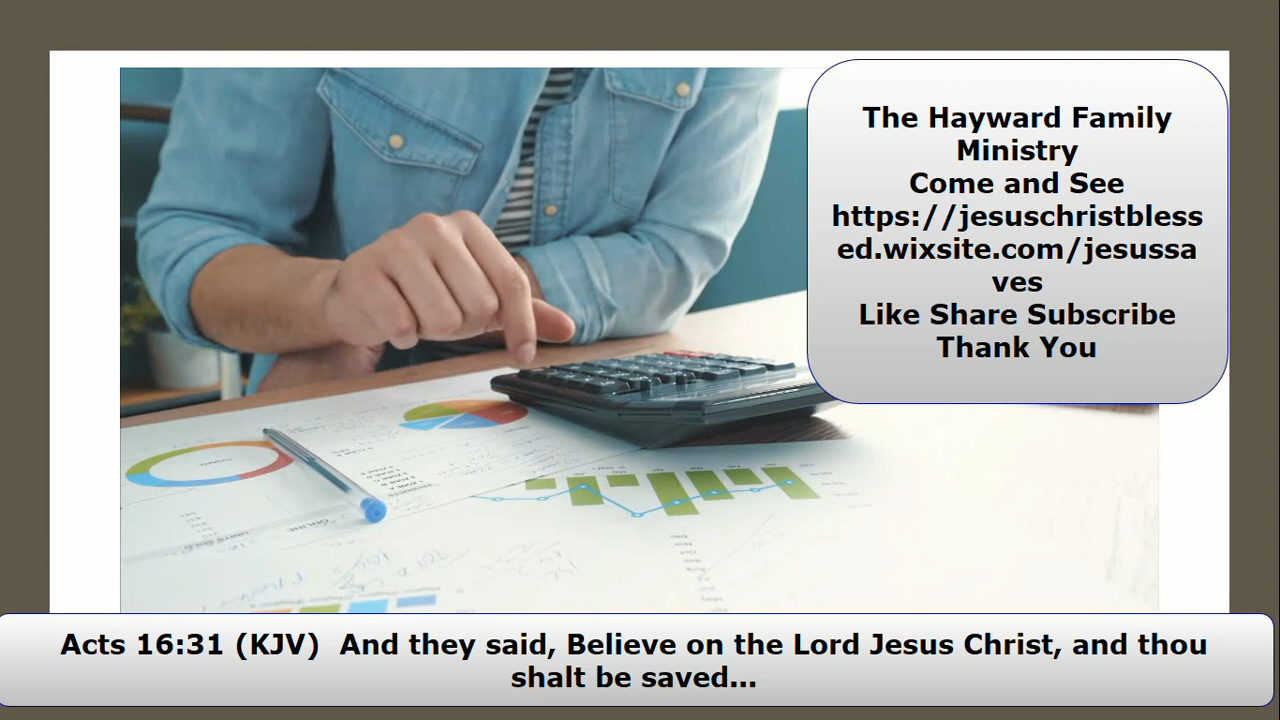 The Hayward Family
Ministry
Come and See
https://jesuschristbless
ed.wixsite.com/jesussa
ves
Like Share Subscribe
Thank You
Acts 16:31 (KJV)  And they said, Believe on the Lord Jesus Christ, and thou
shalt be saved...